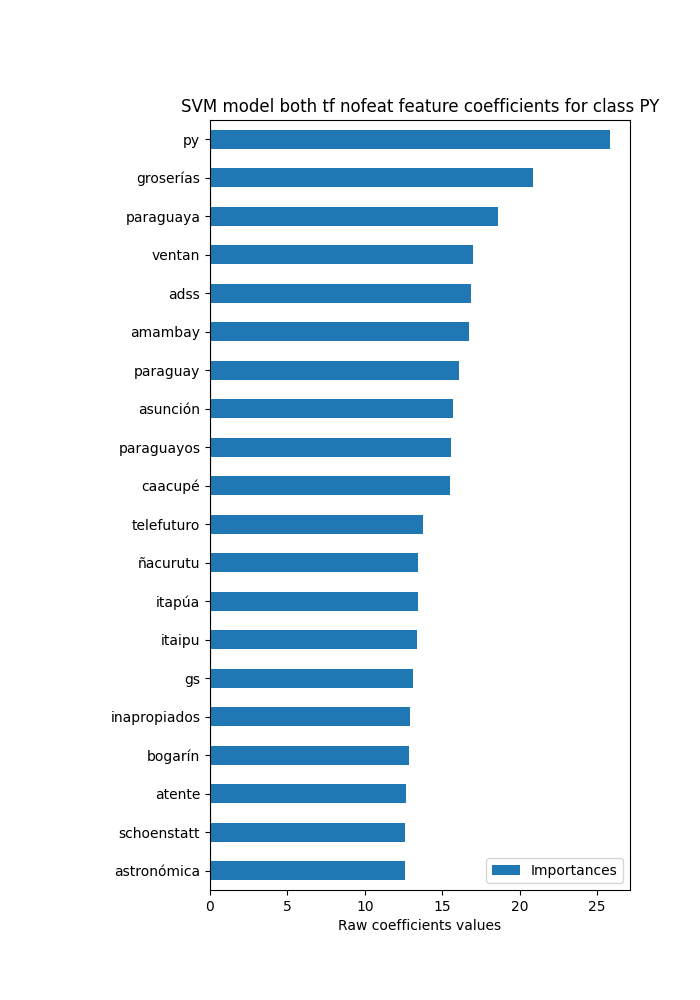 SVM model both tf nofeat feature coefficients for class PY
py
groserías
paraguaya
ventan
adss
amambay
paraguay
asunción
paraguayos
caacupé
telefuturo
ñacurutu
itapúa
itaipu
gs
inapropiados
bogarín
atente
schoenstatt
astronómica
Importances
0 5 10 15 20 25
Raw coefficients values